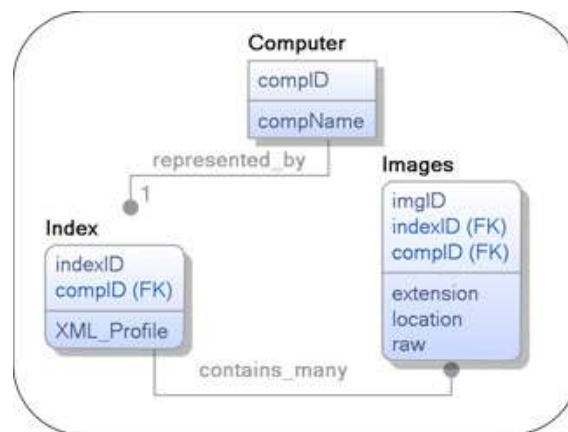 Computer
compID
compName
represented_by
1
Images
imgID
indexID (FK)
compID (FK)
extension
location
raw
Index
indexID
compID (FK)
XML_Profile
contains_many